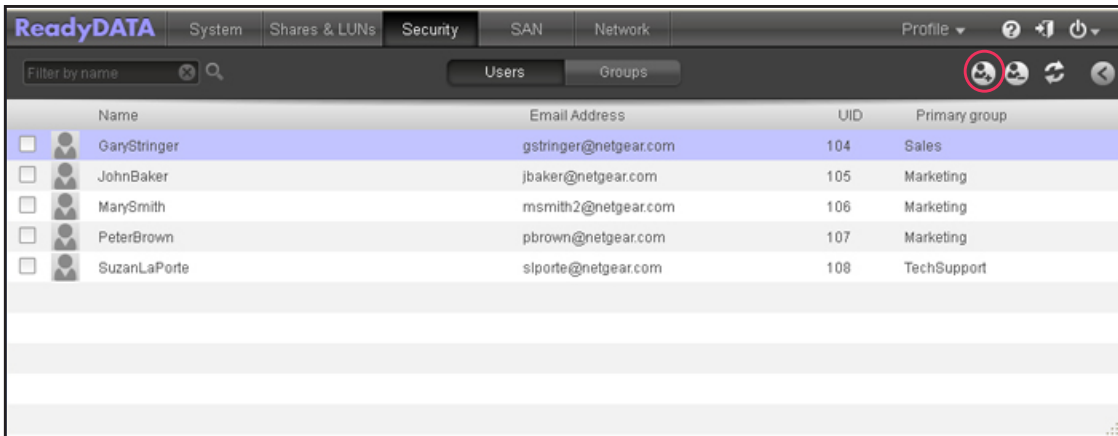 ReadyDATA System Shares & LUNs Security SAN Network Profile
Filter by name Users Groups
Name Email Address UID Primary group
GaryStringer gstringer@netgear.com 104 Sales
JohnBaker jbaker@netgear.com 105 Marketing
MarySmith msmith2@netgear.com 106 Marketing
PeterBrown pbrown@netgear.com 107 Marketing
SuzanLaPorte slporte@netgear.com 108 TechSupport